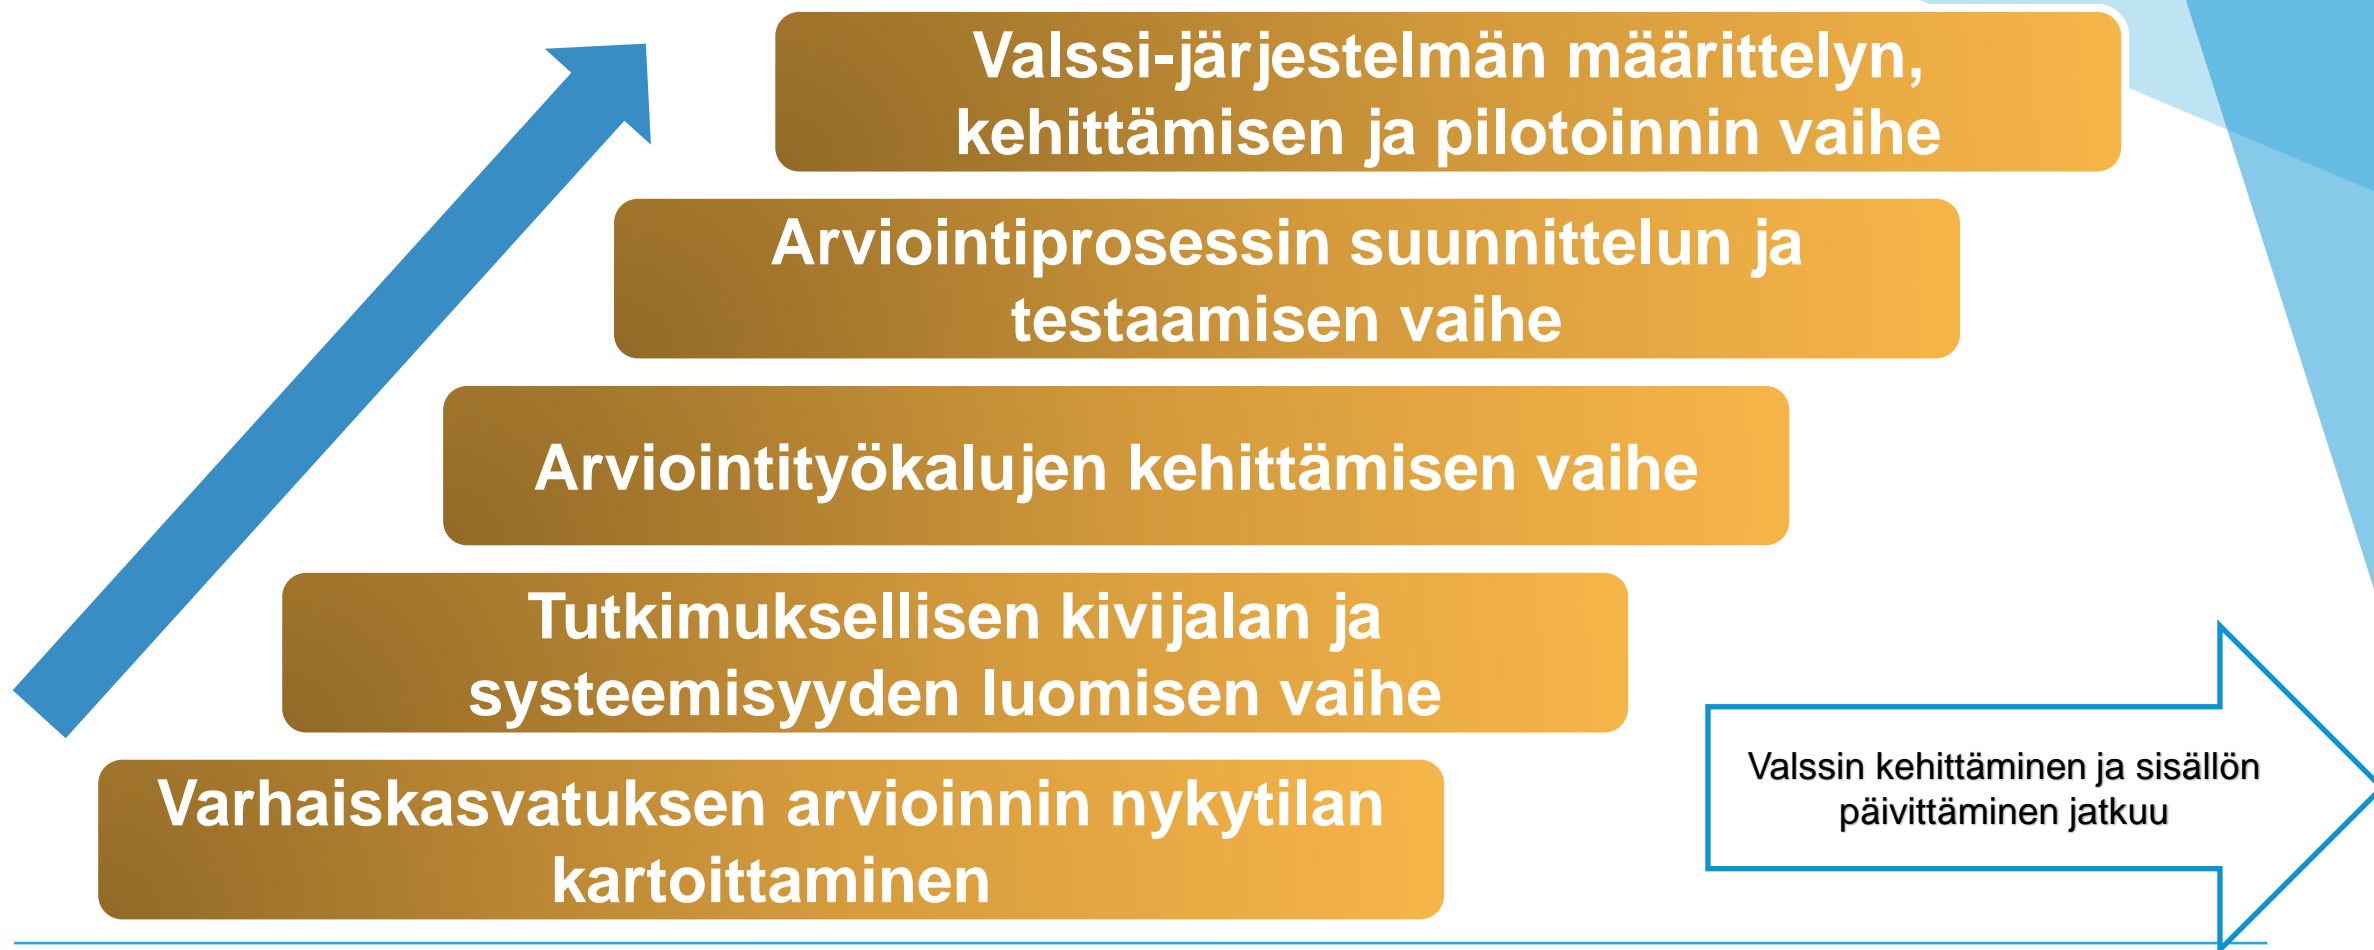 Valssi-järjestelmän määrittelyn,
kehittämisen ja pilotoinnin vaihe
Arviointiprosessin suunnittelun ja
testaamisen vaihe
Arviointityökalujen kehittämisen vaihe
Tutkimuksellisen kivijalan ja
systeemisyyden luomisen vaihe
Varhaiskasvatuksen arvioinnin nykytilan
kartoittaminen
Valssin kehittäminen ja sisällön
päivittäminen jatkuu